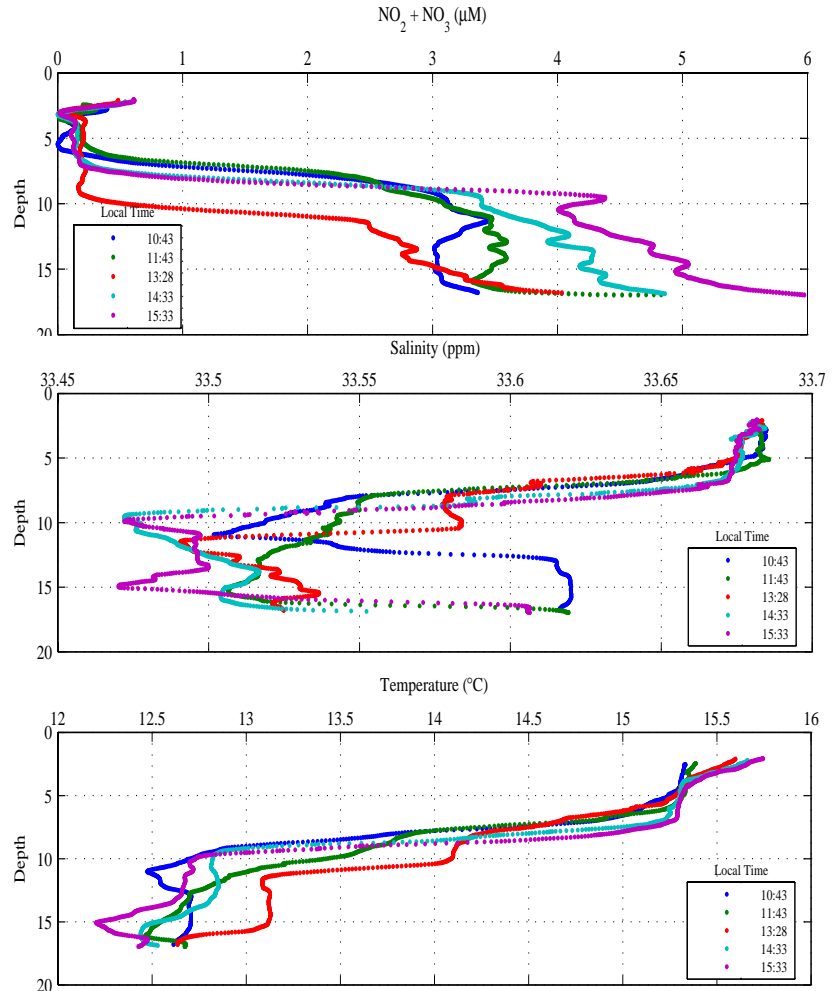 NO2 + NO3 (µM)
0 1 2 3 4 5 6
0
5
10
15
20
Depth
Local Time
10:43
11:43
13:28
14:33
15:33
Salinity (ppm)
33.45 33.5 33.55 33.6 33.65 33.7
0
5
10
15
20
Depth
Local Time
10:43
11:43
13:28
14:33
15:33
Temperature (°C)
12 12.5 13 13.5 14 14.5 15 15.5 16
0
5
10
15
20
Depth
Local Time
10:43
11:43
13:28
14:33
15:33